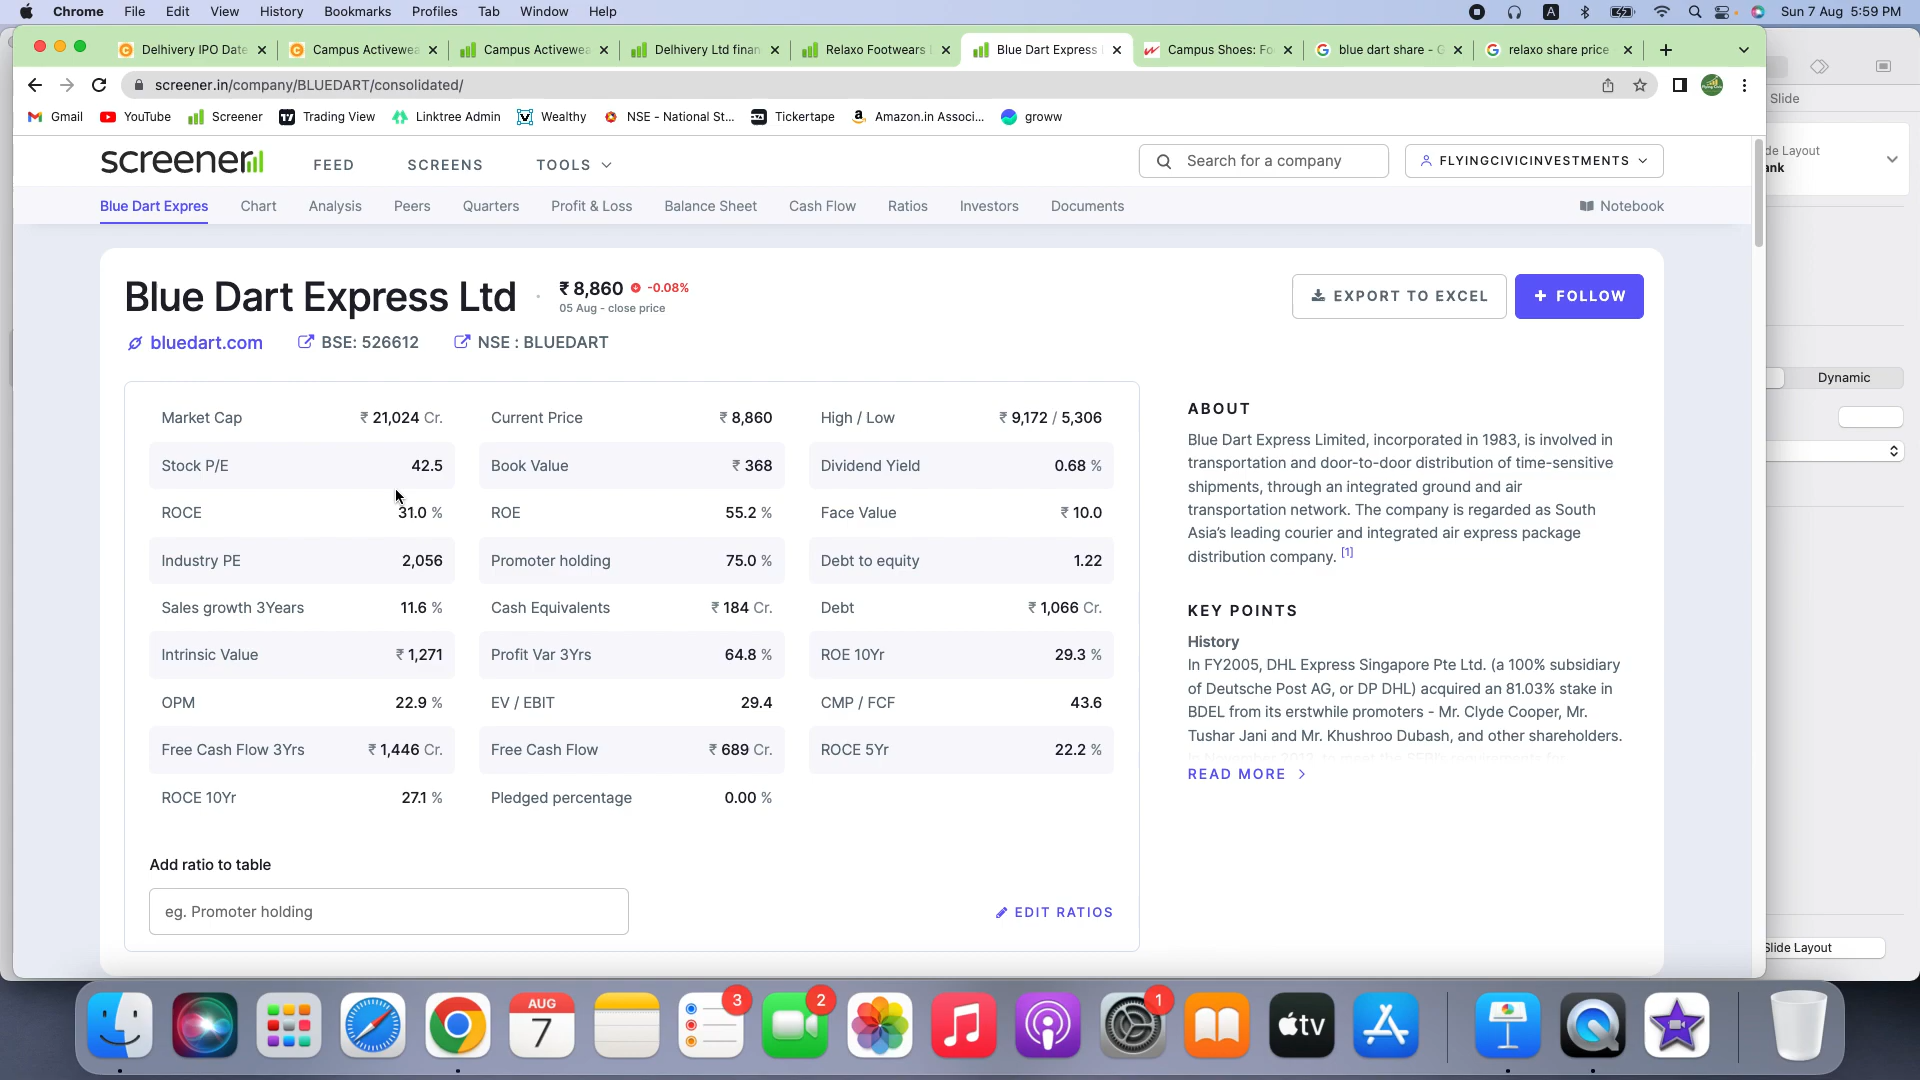 Chrome File Edit View History Bookmarks Profiles Tab Window Help A Sun 7 Aug 5:59 PM
Delhivery IPO Date Campus Activewea Campus Activewea Delhivery Ltd finan Relaxo Footwears Blue Dart Express Campus Shoes: Fo blue dart share - G relaxo share price
screener.in/company/BLUEDART/consolidated/
Slide
Gmail YouTube Screener Trading View Linktree Admin Wealthy NSE - National St... Tickertape Amazon.in Associ... groww
de Layout
ank
screener FEED SCREENS TOOLS Search for a company FLYINGCIVICINVESTMENTS
Blue Dart Expres Chart Analysis Peers Quarters Profit & Loss Balance Sheet Cash Flow Ratios Investors Documents Notebook
Blue Dart Express Ltd ₹ 8,860 -0.08%
05 Aug - close price
EXPORT TO EXCEL + FOLLOW
bluedart.com BSE: 526612 NSE : BLUEDART
Dynamic
Market Cap ₹ 21,024 Cr. Current Price ₹ 8,860 High / Low ₹ 9,172 / 5,306
Stock P/E 42.5 Book Value ₹ 368 Dividend Yield 0.68 %
ROCE 31.0 % ROE 55.2 % Face Value ₹ 10.0
Industry PE 2,056 Promoter holding 75.0 % Debt to equity 1.22
Sales growth 3Years 11.6 % Cash Equivalents ₹ 184 Cr. Debt ₹ 1,066 Cr.
Intrinsic Value ₹ 1,271 Profit Var 3Yrs 64.8 % ROE 10Yr 29.3 %
OPM 22.9 % EV / EBIT 29.4 CMP / FCF 43.6
Free Cash Flow 3Yrs ₹ 1,446 Cr. Free Cash Flow ₹ 689 Cr. ROCE 5Yr 22.2 %
ROCE 10Yr 27.1 % Pledged percentage 0.00 %
Add ratio to table
eg. Promoter holding
EDIT RATIOS
ABOUT
Blue Dart Express Limited, incorporated in 1983, is involved in
transportation and door-to-door distribution of time-sensitive
shipments, through an integrated ground and air
transportation network. The company is regarded as South
Asia's leading courier and integrated air express package
distribution company. [1]
KEY POINTS
History
In FY2005, DHL Express Singapore Pte Ltd. (a 100% subsidiary
of Deutsche Post AG, or DP DHL) acquired an 81.03% stake in
BDEL from its erstwhile promoters - Mr. Clyde Cooper, Mr.
Tushar Jani and Mr. Khushroo Dubash, and other shareholders.
In November 2012, to meet the SEBI's requirements for
READ MORE
Slide Layout
AUG
7
3
2
1
tv